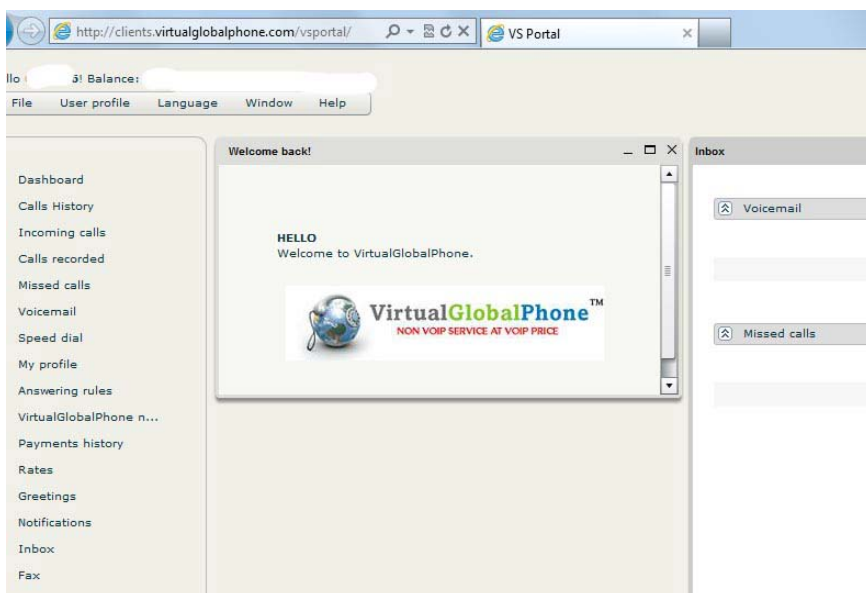 http://clients.virtualglobalphone.com/vsportal/
VS Portal
llo 5! Balance:
File User profile Language Window Help
Welcome back!
Inbox
Dashboard
Calls History
Incoming calls
Calls recorded
Missed calls
Voicemail
Speed dial
My profile
Answering rules
VirtualGlobalPhone n...
Payments history
Rates
Greetings
Notifications
Inbox
Fax
HELLO
Welcome to VirtualGlobalPhone.
VirtualGlobalPhone™
NON VOIP SERVICE AT VOIP PRICE
Voicemail
Missed calls